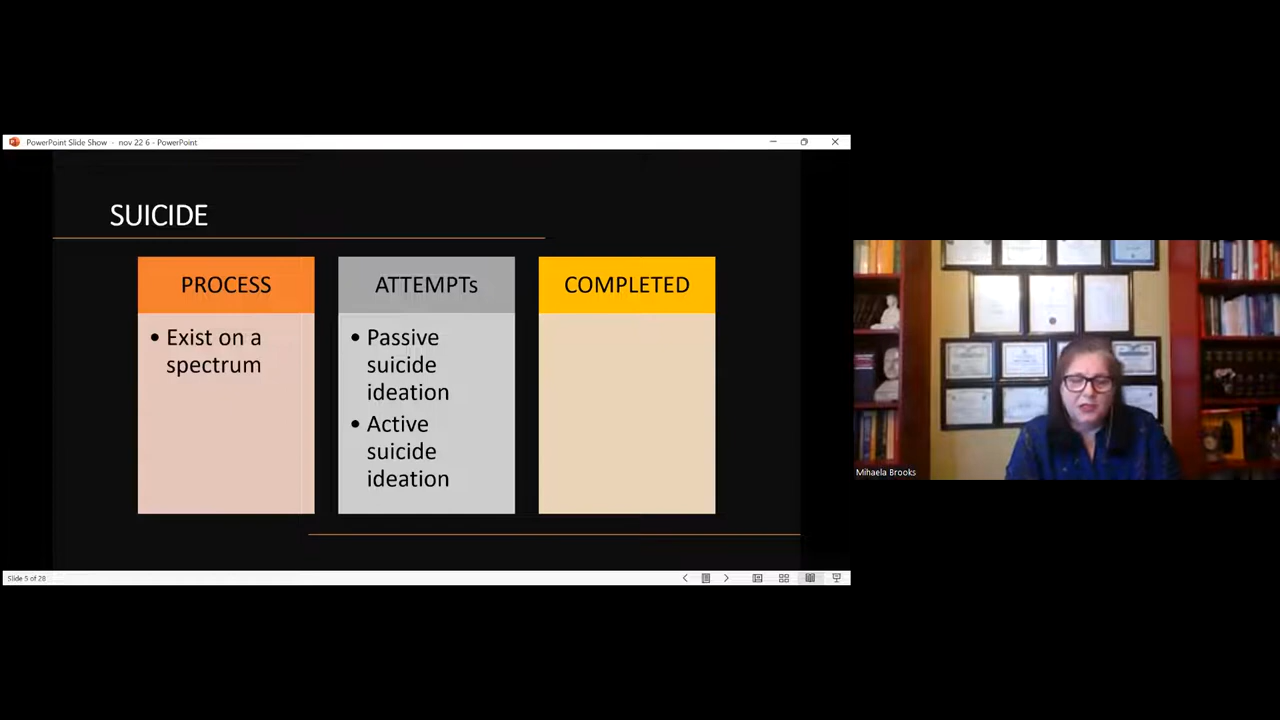 PowerPoint Slide Show - nov 22 6 - PowerPoint
SUICIDE
PROCESS
• Exist on a
spectrum
ATTEMPTs
• Passive
suicide
ideation
• Active
suicide
ideation
COMPLETED
Mihaela Brooks
Slide 5 of 28